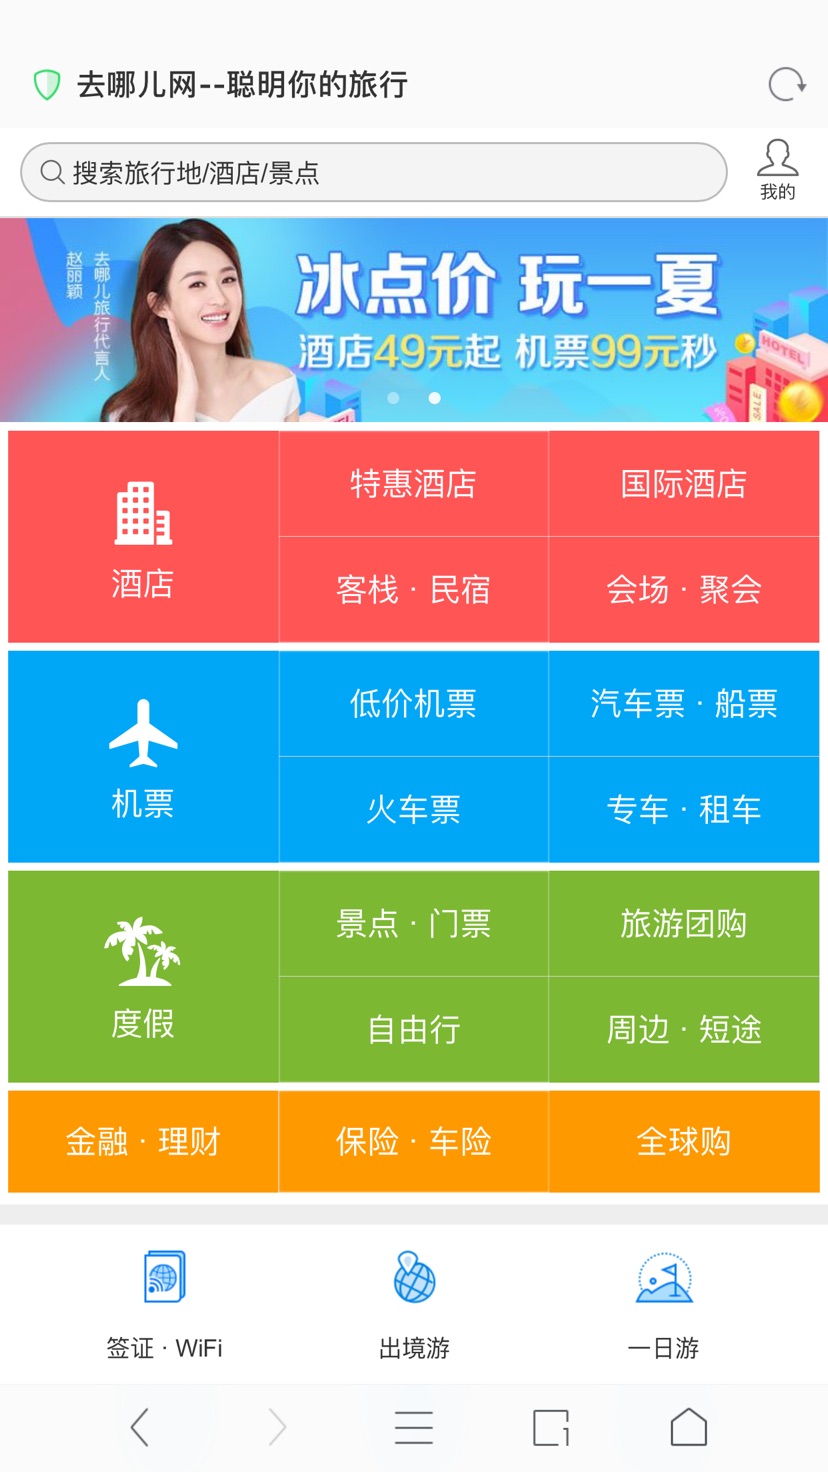 去哪儿网--聪明你的旅行
搜索旅行地/酒店/景点
我的
去哪儿旅行代言人
赵丽颖
冰点价 玩一夏
酒店49元起 机票99元秒
HOTEL
SALE
酒店
特惠酒店
国际酒店
客栈 · 民宿
会场 · 聚会
机票
低价机票
汽车票 · 船票
火车票
专车 · 租车
度假
景点 · 门票
旅游团购
自由行
周边 · 短途
金融 · 理财
保险 · 车险
全球购
签证 · WiFi
出境游
一日游
1